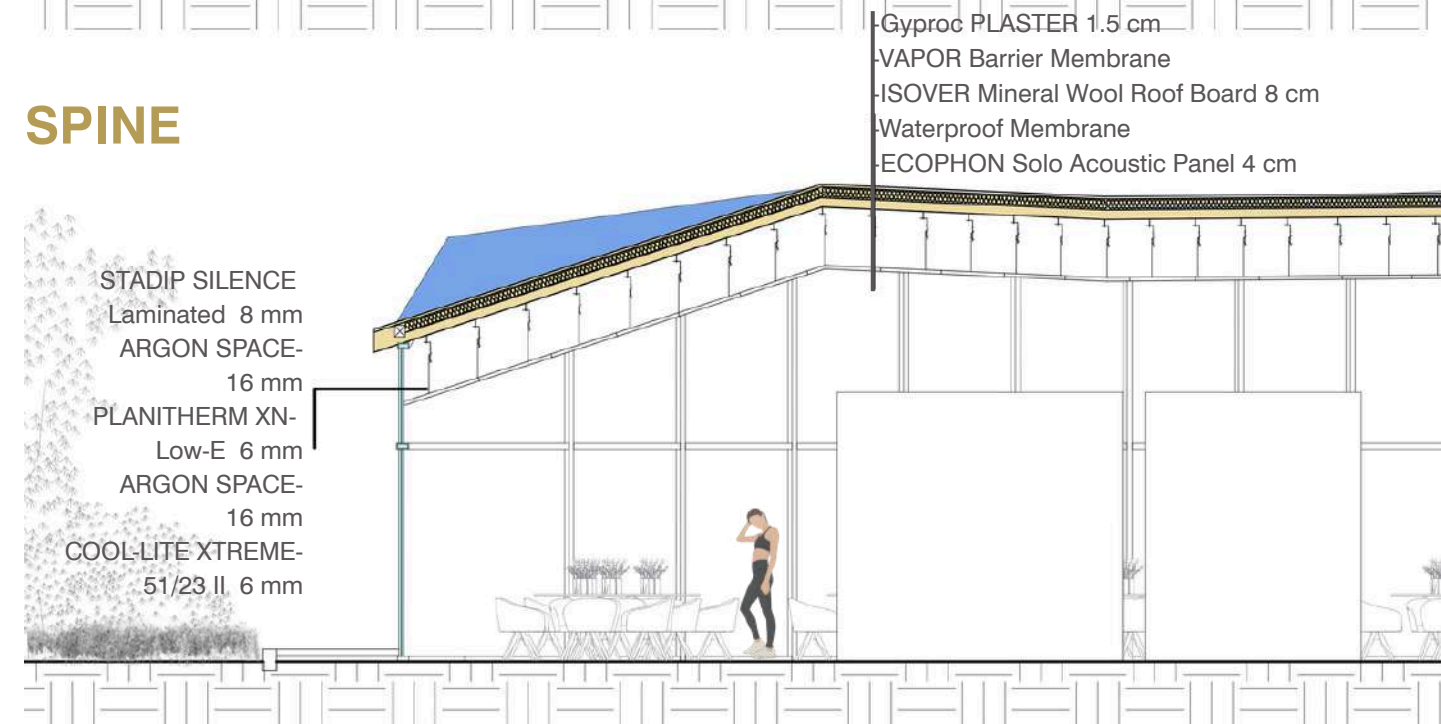 -Gyproc PLASTER 1.5 cm
-VAPOR Barrier Membrane
-ISOVER Mineral Wool Roof Board 8 cm
-Waterproof Membrane
-ECOPHON Solo Acoustic Panel 4 cm
SPINE
STADIP SILENCE
Laminated 8 mm
ARGON SPACE-
16 mm
PLANITHERM XN-
Low-E 6 mm
ARGON SPACE-
16 mm
COOL-LITE XTREME-
51/23 II 6 mm